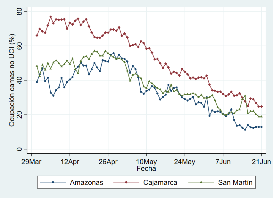 Ocupación camas no UCI (%)
80
60
40
20
0
29Mar 12Apr 26Apr 10May 24May 7Jun 21Jun
Fecha
Amazonas Cajamarca San Martin